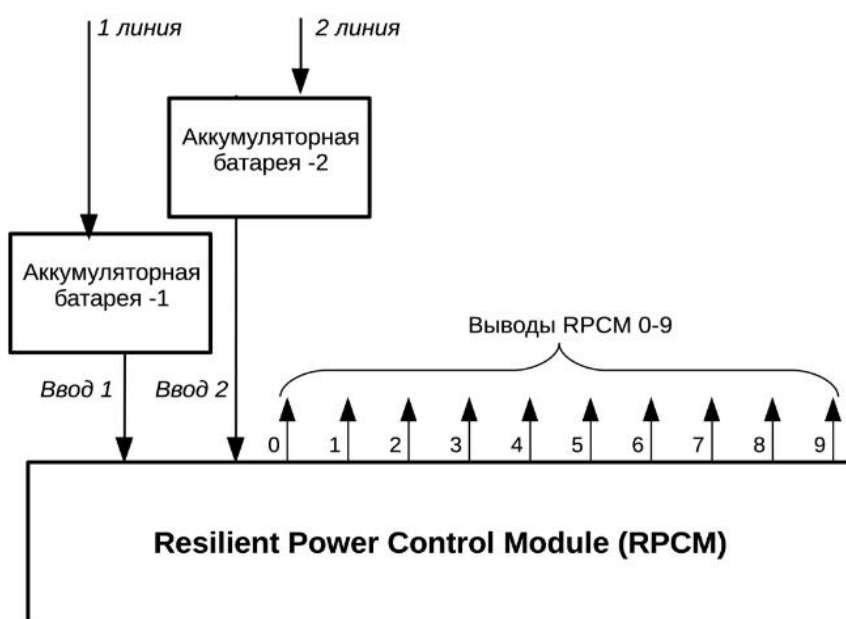 1 линия
2 линия
Аккумуляторная
батарея -2
Аккумуляторная
батарея -1
Выводы RPCM 0-9
Ввод 1
Ввод 2
0 1 2 3 4 5 6 7 8 9
Resilient Power Control Module (RPCM)